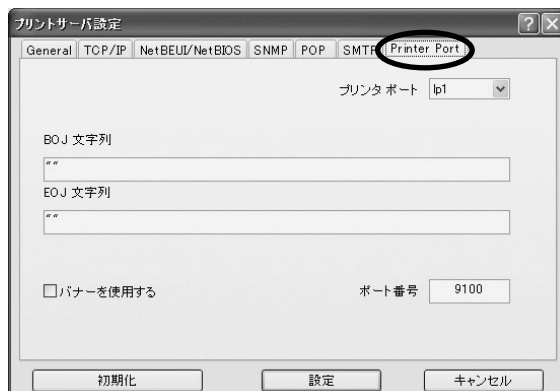 プリントサーバ設定
General TCP/IP NetBEUI/NetBIOS SNMP POP SMTP Printer Port
プリンタ ポート lp1
BOJ 文字列
""
EOJ 文字列
""
バナーを使用する ポート番号 9100
初期化 設定 キャンセル